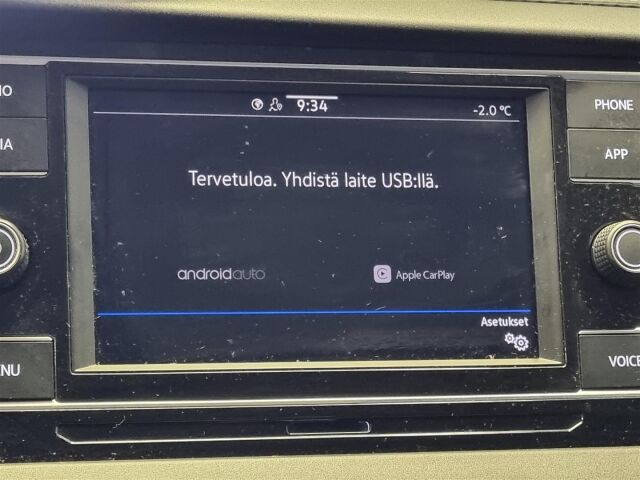 9:34
-2.0 °C
PHONE
APP
Tervetuloa. Yhdistä laite USB:llä.
androidauto
Apple CarPlay
Asetukset
VOICE